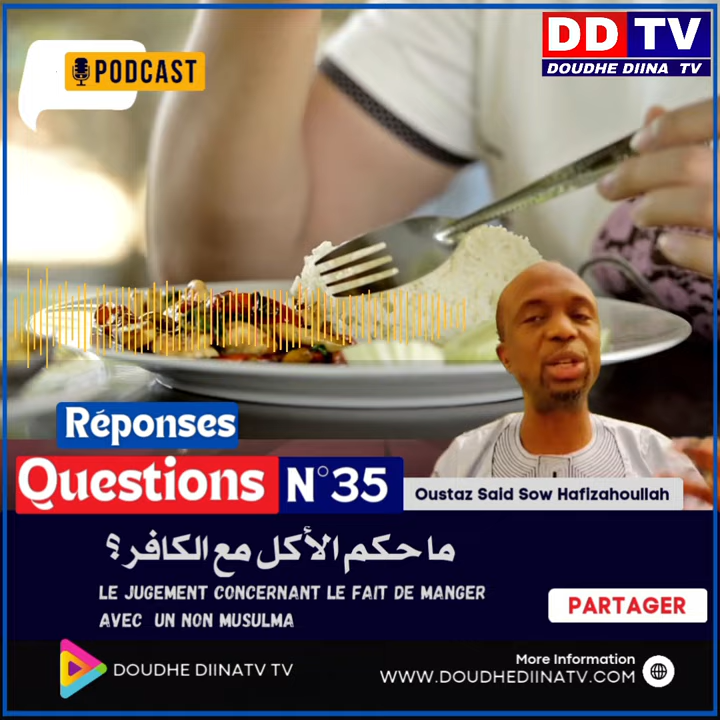 PODCAST
DD TV
DOUDHE DIINA TV
Réponses
Questions N°35
Oustaz Said Sow Hafizahoullah
ما حكم الأكل مع الكافر؟
LE JUGEMENT CONCERNANT LE FAIT DE MANGER
AVEC UN NON MUSULMA
PARTAGER
DOUDHE DIINATV TV
More Information
WWW.DOUDHEDIINATV.COM